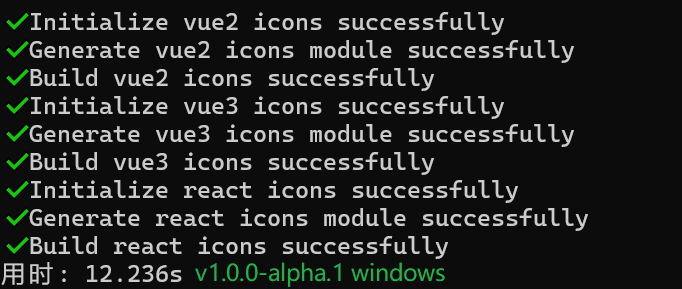 ✓Initialize vue2 icons successfully
✓Generate vue2 icons module successfully
✓Build vue2 icons successfully
✓Initialize vue3 icons successfully
✓Generate vue3 icons module successfully
✓Build vue3 icons successfully
✓Initialize react icons successfully
✓Generate react icons module successfully
✓Build react icons successfully
用时: 12.236s v1.0.0-alpha.1 windows